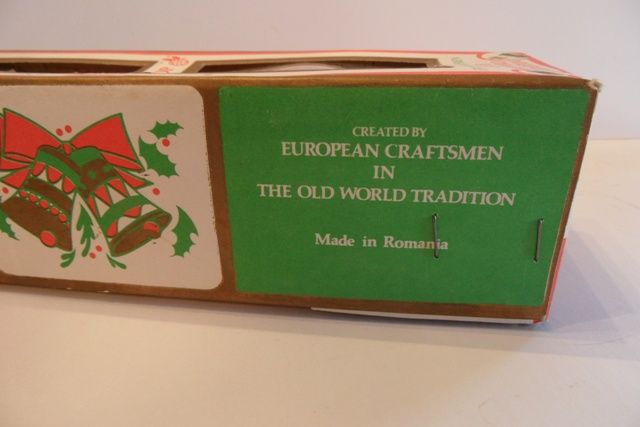 CREATED BY
EUROPEAN CRAFTSMEN
IN
THE OLD WORLD TRADITION
Made in Romania